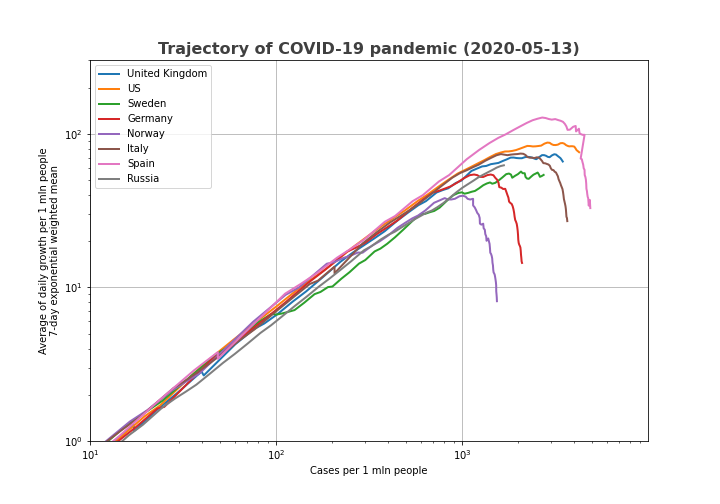 Trajectory of COVID-19 pandemic (2020-05-13)
Average of daily growth per 1 mln people
7-day exponential weighted mean
10²
10¹
10⁰
United Kingdom
US
Sweden
Germany
Norway
Italy
Spain
Russia
10¹ 10² 10³
Cases per 1 mln people